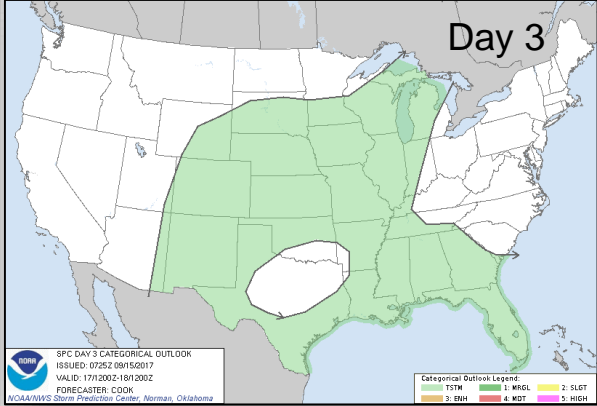 Day 3
SPC DAY 3 CATEGORICAL OUTLOOK
ISSUED: 0725Z 09/15/2017
VALID: 17/1200Z-18/1200Z
FORECASTER: COOK
NOAA/NWS Storm Prediction Center, Norman, Oklahoma
Categorical Outlook Legend:
TSTM 1: MRGL 2: SLGT
3: ENH 4: MDT 5: HIGH
NOAA